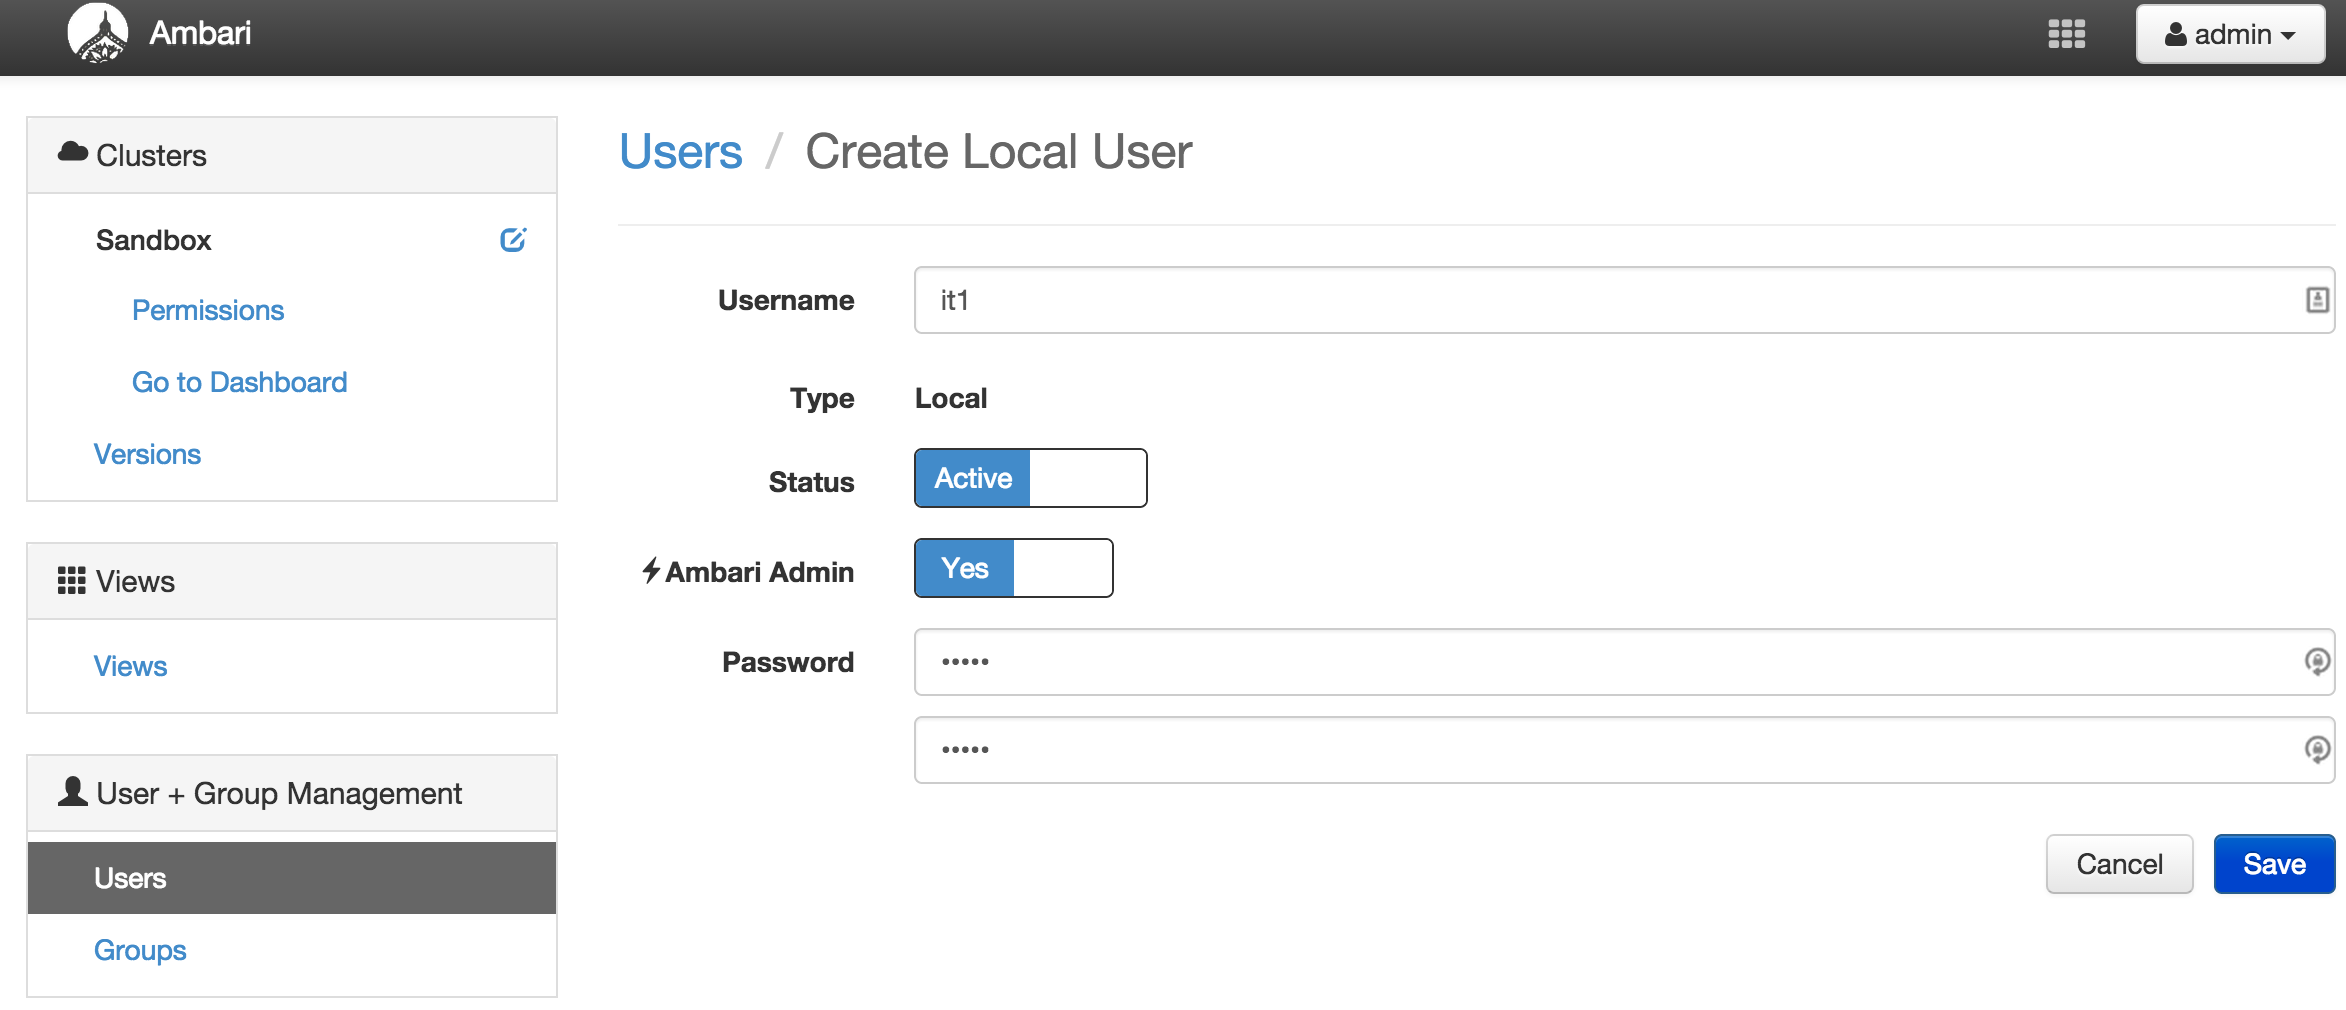 Ambari
admin
Clusters
Sandbox
Permissions
Go to Dashboard
Versions
Views
Views
User + Group Management
Users
Groups
Users / Create Local User
Username it1
Type Local
Status Active
Ambari Admin Yes
Password •••••
•••••
Cancel Save